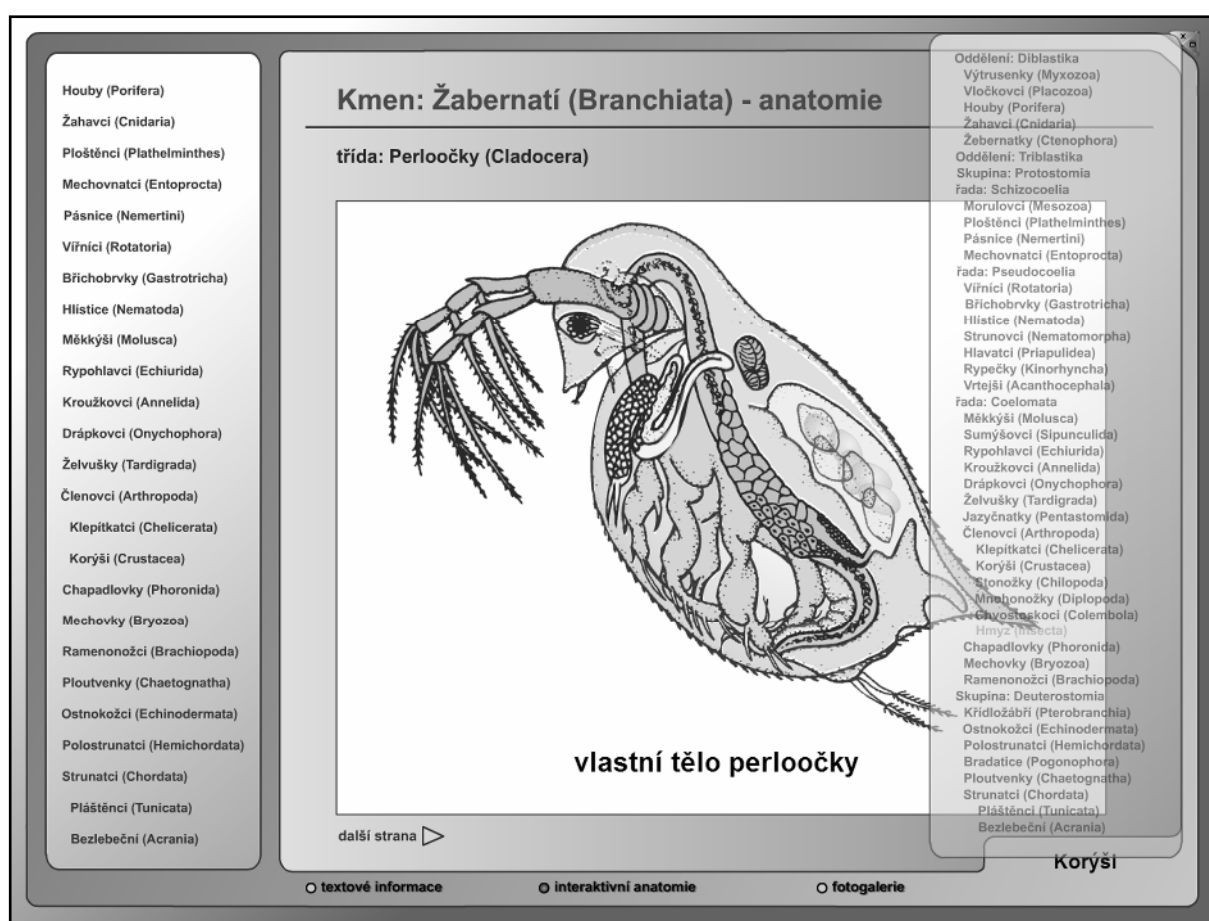 Houby (Porifera)
Žahavci (Cnidaria)
Ploštěnci (Plathelminthes)
Mechovnatci (Entoprocta)
Pásnice (Nemertini)
Vířníci (Rotatoria)
Břichobrvky (Gastrotricha)
Hlístice (Nematoda)
Měkkýši (Molusca)
Rypohlavci (Echiurida)
Kroužkovci (Annelida)
Drápkovci (Onychophora)
Želvušky (Tardigrada)
Členovci (Arthropoda)
Klepítkatci (Chelicerata)
Korýši (Crustacea)
Chapadlovky (Phoronida)
Mechovky (Bryozoa)
Ramenonožci (Brachiopoda)
Ploutvenky (Chaetognatha)
Ostnokožci (Echinodermata)
Polostrunatci (Hemichordata)
Strunatci (Chordata)
Pláštěnci (Tunicata)
Bezlebeční (Acrania)
Kmen: Žabernatí (Branchiata) - anatomie
třída: Perloočky (Cladocera)
vlastní tělo perloočky
další strana
Oddělení: Diblastika
Výtrusenky (Myxozoa)
Vločkovci (Placozoa)
Houby (Porifera)
Žahavci (Cnidaria)
Žebernatky (Ctenophora)
Oddělení: Triblastika
Skupina: Protostomia
řada: Schizocoelia
Morulovci (Mesozoa)
Ploštěnci (Plathelminthes)
Pásnice (Nemertini)
Mechovnatci (Entoprocta)
řada: Pseudocoelia
Vířníci (Rotatoria)
Břichobrvky (Gastrotricha)
Hlístice (Nematoda)
Strunovci (Nematomorpha)
Hlavatci (Priapulidea)
Rypečky (Kinorhyncha)
Vrtejši (Acanthocephala)
řada: Coelomata
Měkkýši (Molusca)
Sumýšovci (Sipunculida)
Rypohlavci (Echiurida)
Kroužkovci (Annelida)
Drápkovci (Onychophora)
Želvušky (Tardigrada)
Jazyčnatky (Pentastomida)
Členovci (Arthropoda)
Klepítkatci (Chelicerata)
Korýši (Crustacea)
Stonožky (Chilopoda)
Mnohonožky (Diplopoda)
Chvostoskoci (Colembola)
Hmyz (Insecta)
Chapadlovky (Phoronida)
Mechovky (Bryozoa)
Ramenonožci (Brachiopoda)
Skupina: Deuterostomia
Křídložábří (Pterobranchia)
Ostnokožci (Echinodermata)
Polostrunatci (Hemichordata)
Bradatice (Pogonophora)
Ploutvenky (Chaetognatha)
Strunatci (Chordata)
Pláštěnci (Tunicata)
Bezlebeční (Acrania)
Korýši
textové informace
interaktivní anatomie
fotogalerie